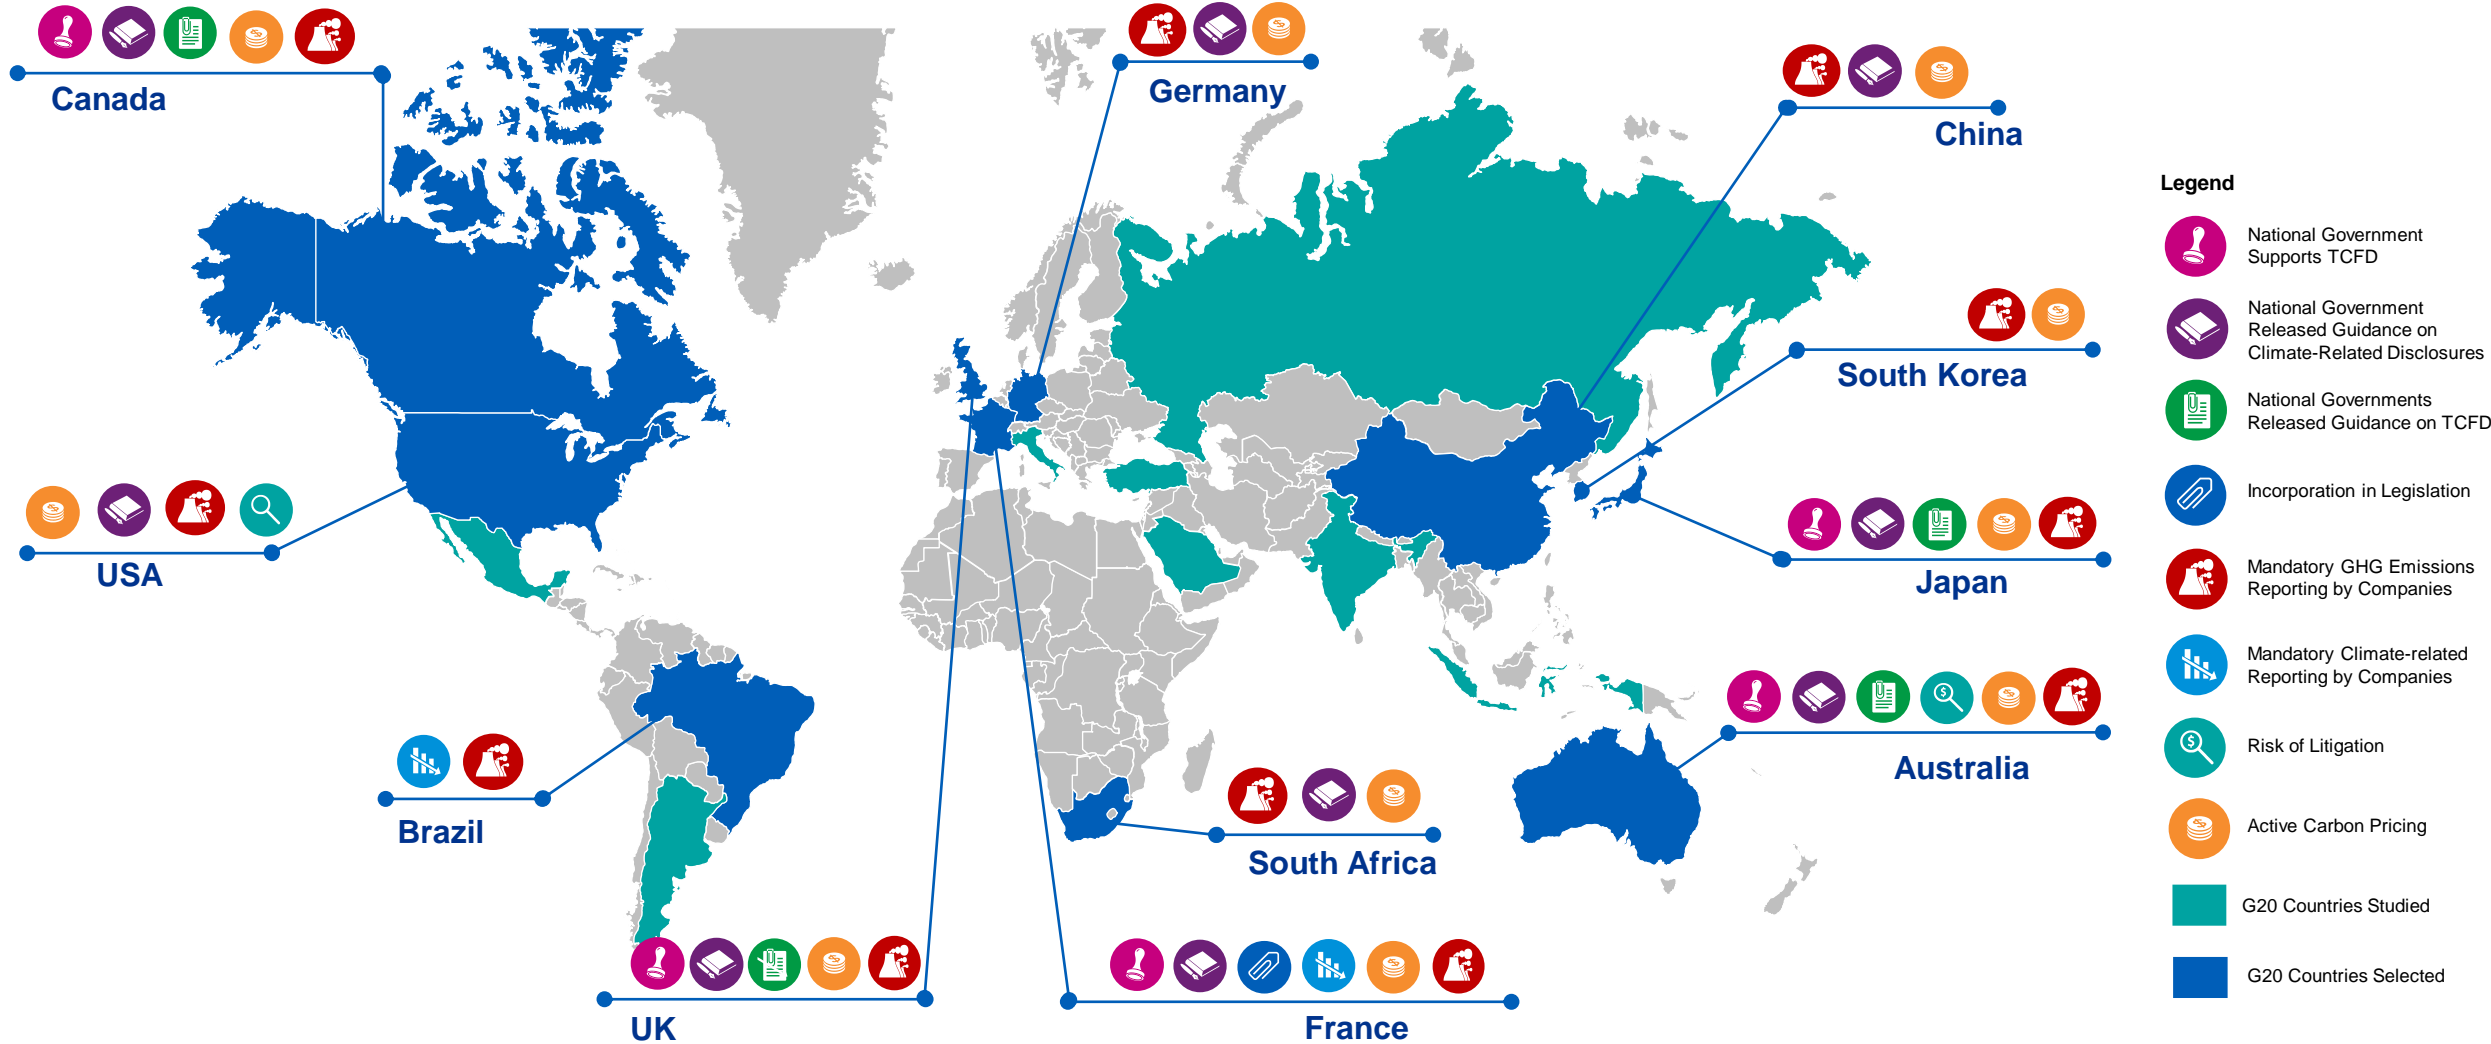 Canada
Germany
China
Legend
National Government
Supports TCFD
National Government
Released Guidance on
Climate-Related Disclosures
South Korea
National Governments
Released Guidance on TCFD
Incorporation in Legislation
USA
Japan
Mandatory GHG Emissions
Reporting by Companies
Mandatory Climate-related
Reporting by Companies
Brazil
Australia
Risk of Litigation
South Africa
Active Carbon Pricing
G20 Countries Studied
UK
France
G20 Countries Selected